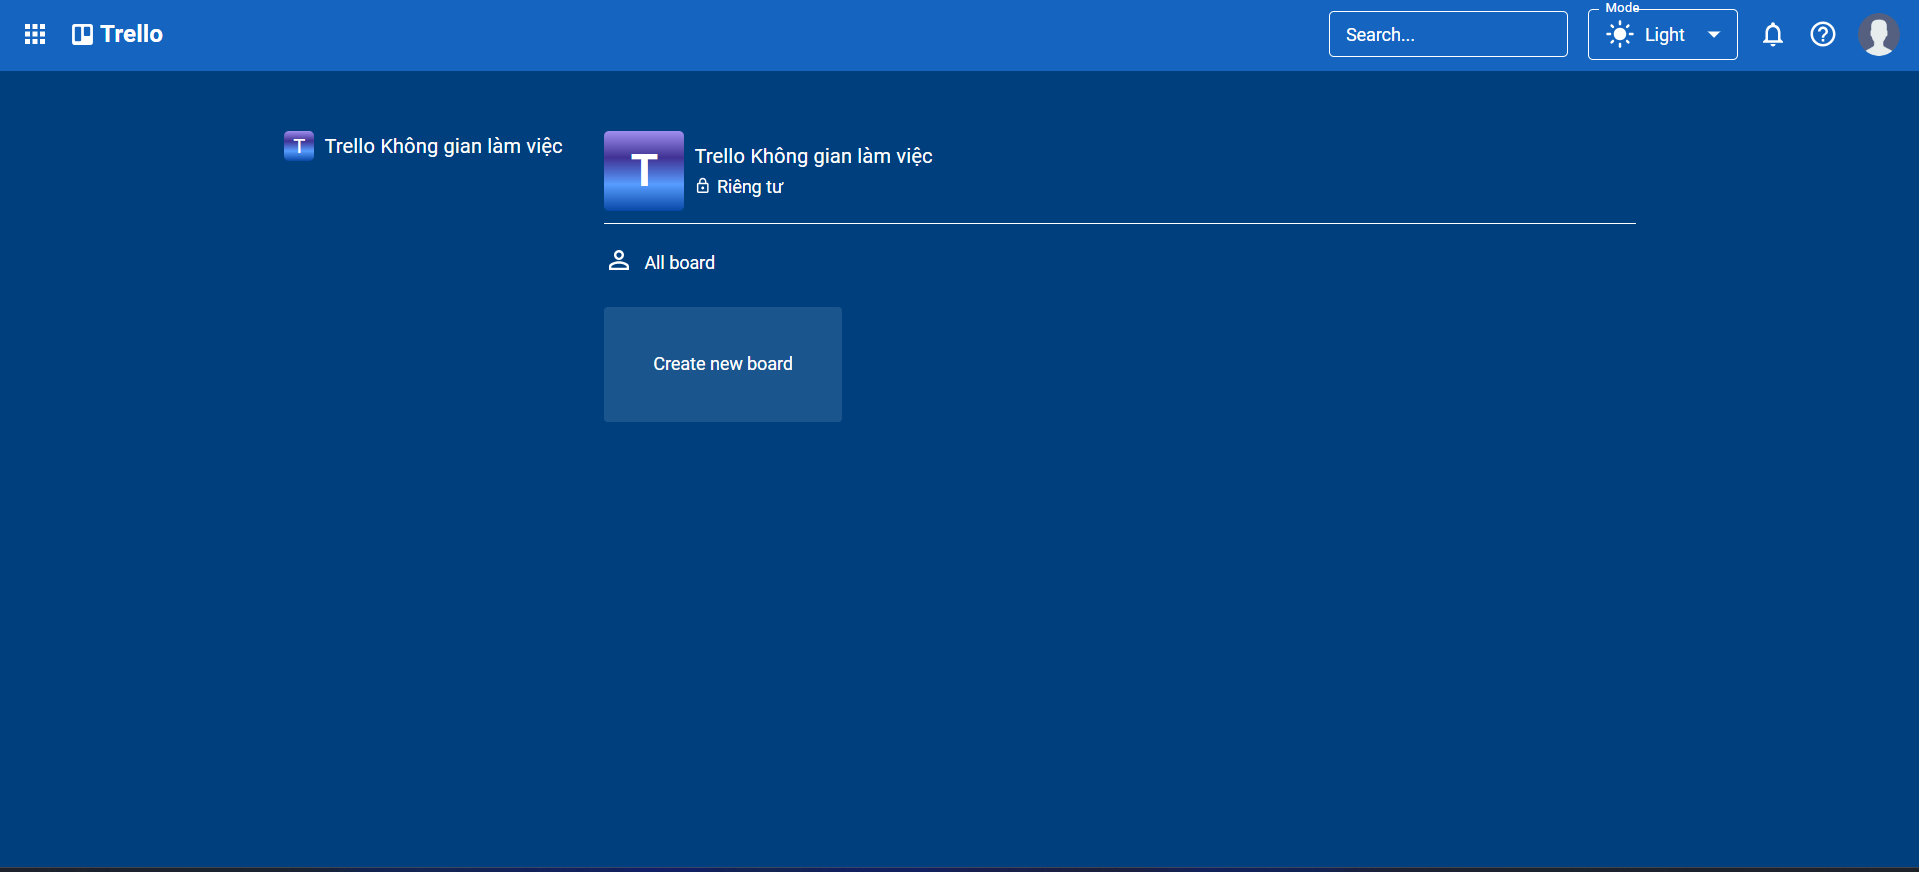 Trello
Search...
Mode
Light
T
Trello Không gian làm việc
T
Trello Không gian làm việc
Riêng tư
All board
Create new board